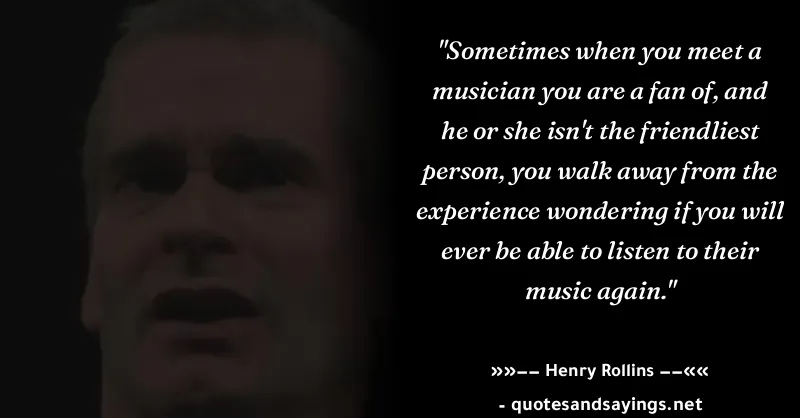 "Sometimes when you meet a
musician you are a fan of, and
he or she isn't the friendliest
person, you walk away from the
experience wondering if you will
ever be able to listen to their
music again."
»»−− Henry Rollins −−««
- quotesandsayings.net